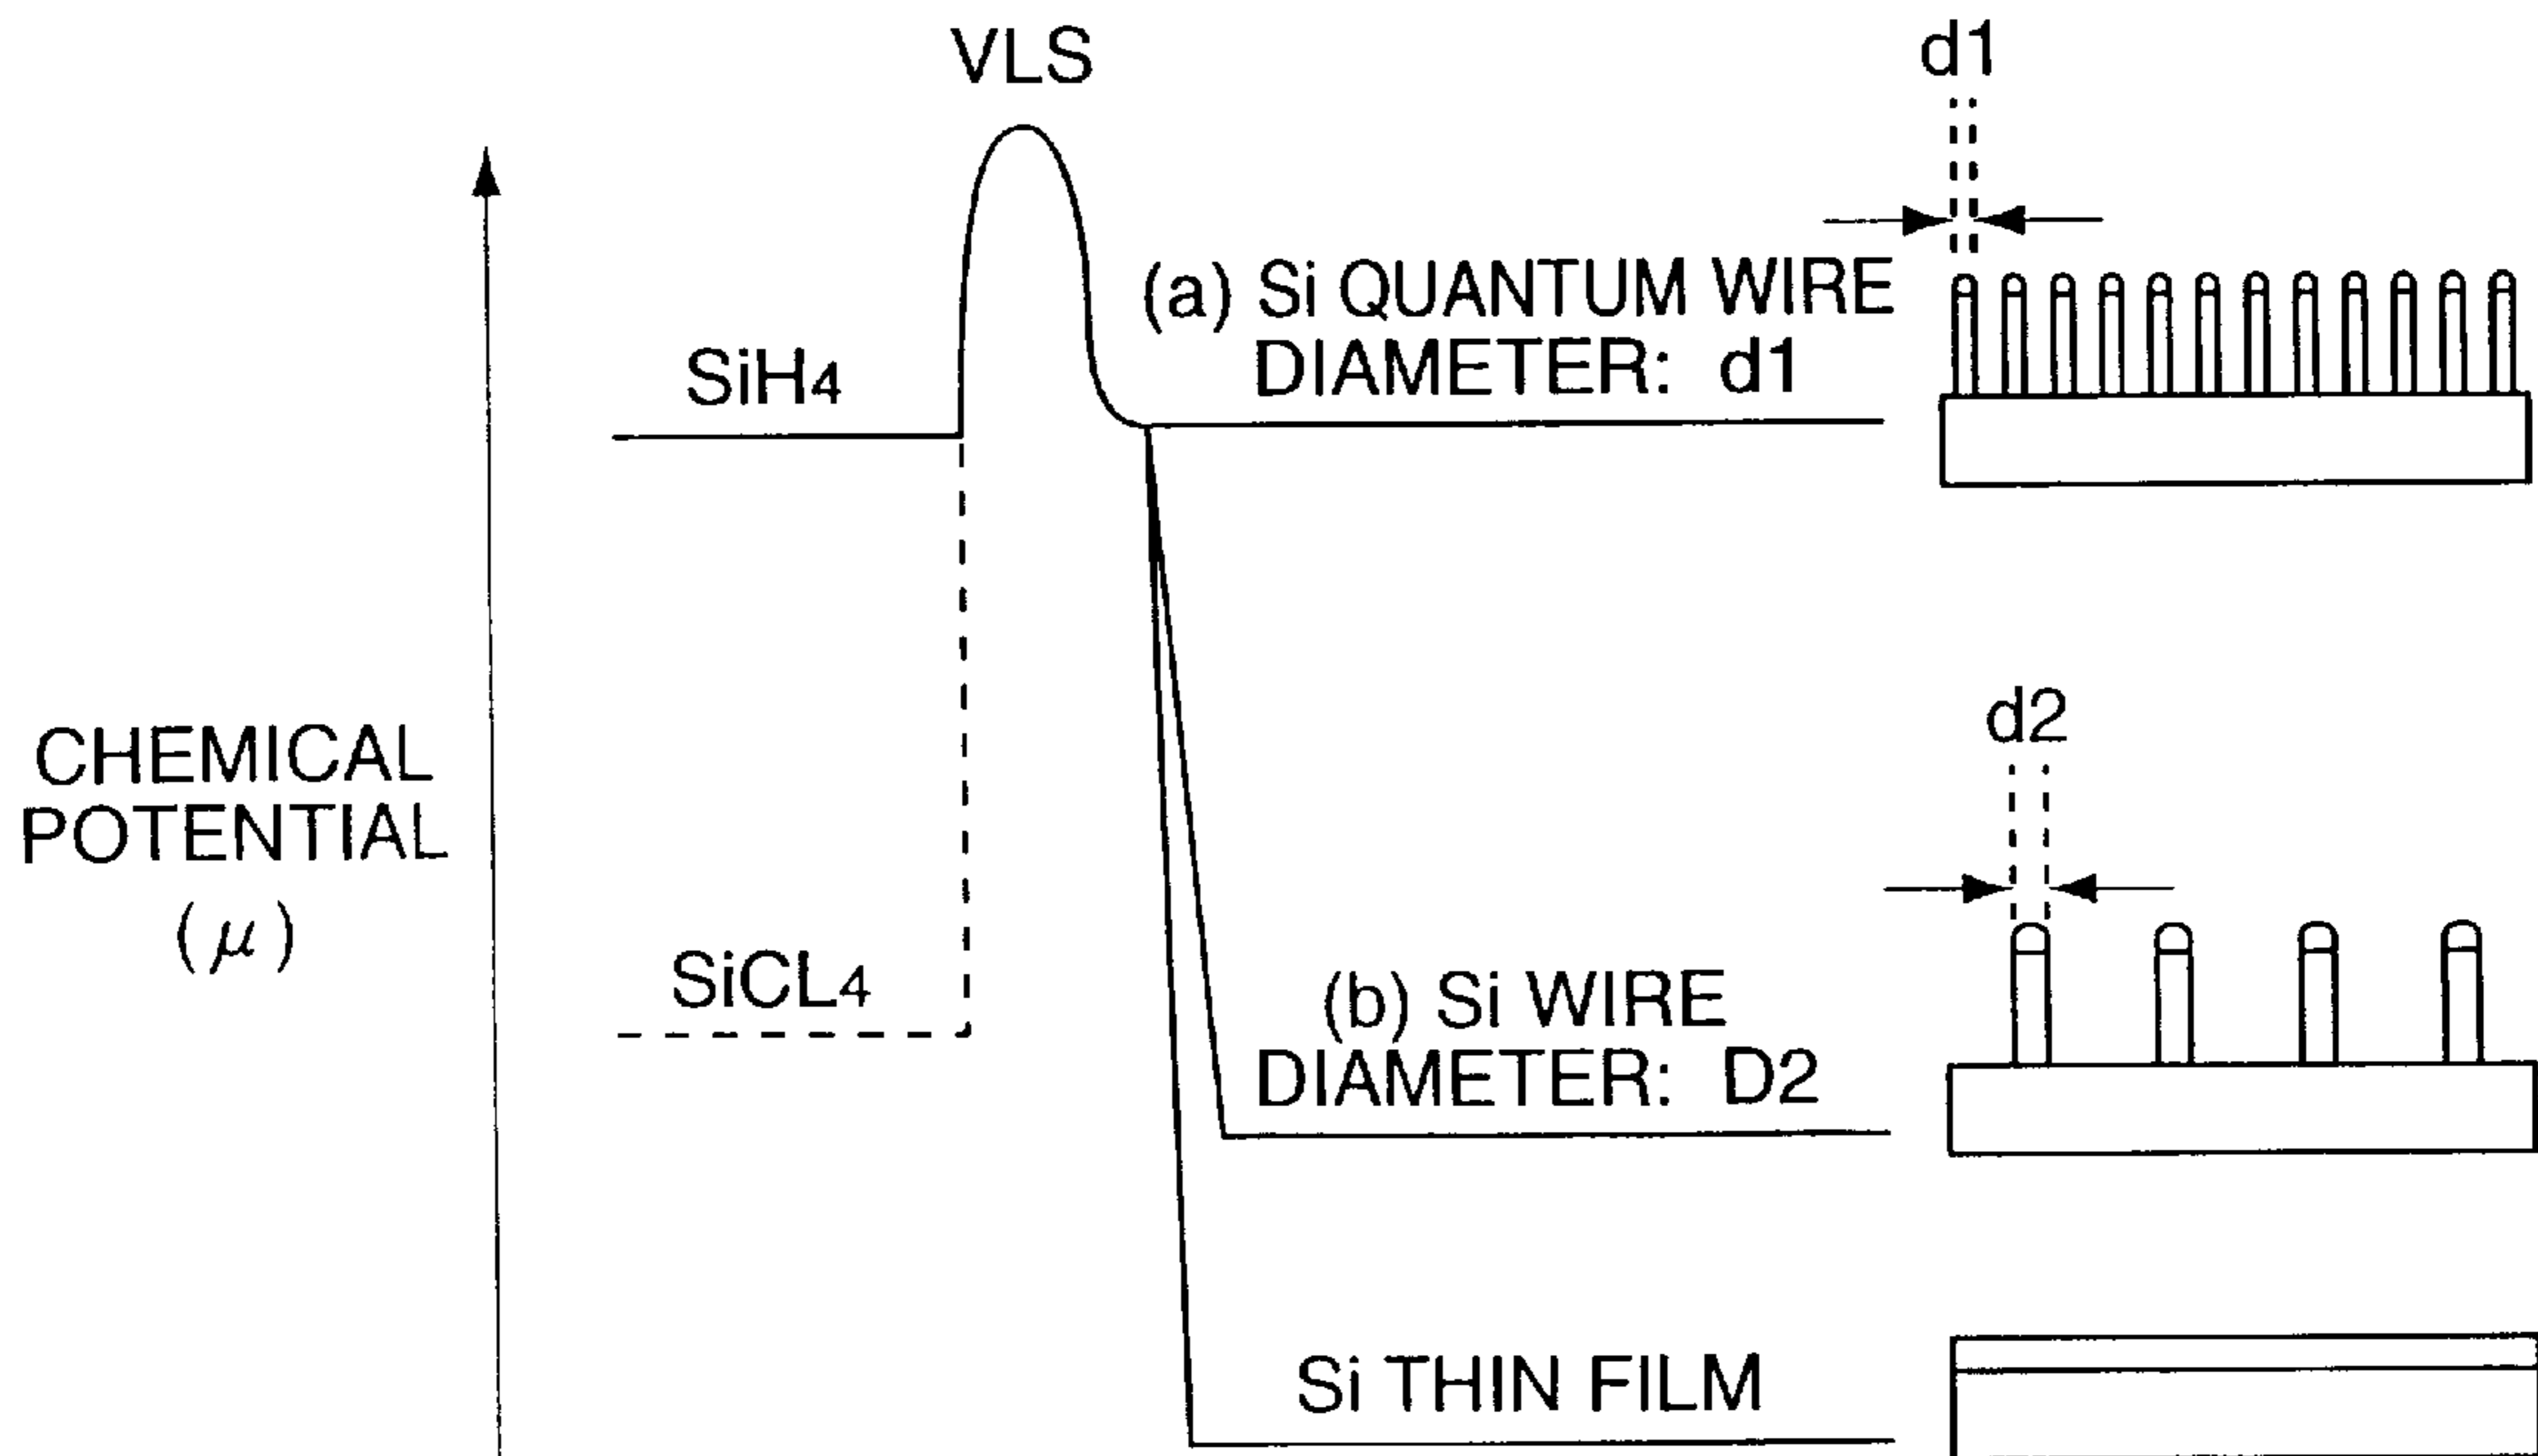 VLS
d1
(a) Si QUANTUM WIRE
DIAMETER: d1
SiH4
d2
CHEMICAL
POTENTIAL
(μ)
SiCL4
(b) Si WIRE
DIAMETER: D2
Si THIN FILM